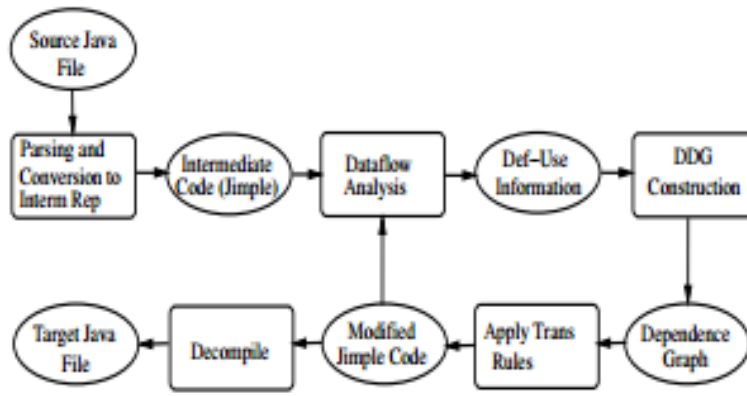 Source Java
File
Parsing and
Conversion to
Interm Rep
Intermediate
Code (Jimple)
Dataflow
Analysis
Def-Use
Information
DDG
Construction
Target Java
File
Decompile
Modified
Jimple Code
Apply Trans
Rules
Dependence
Graph